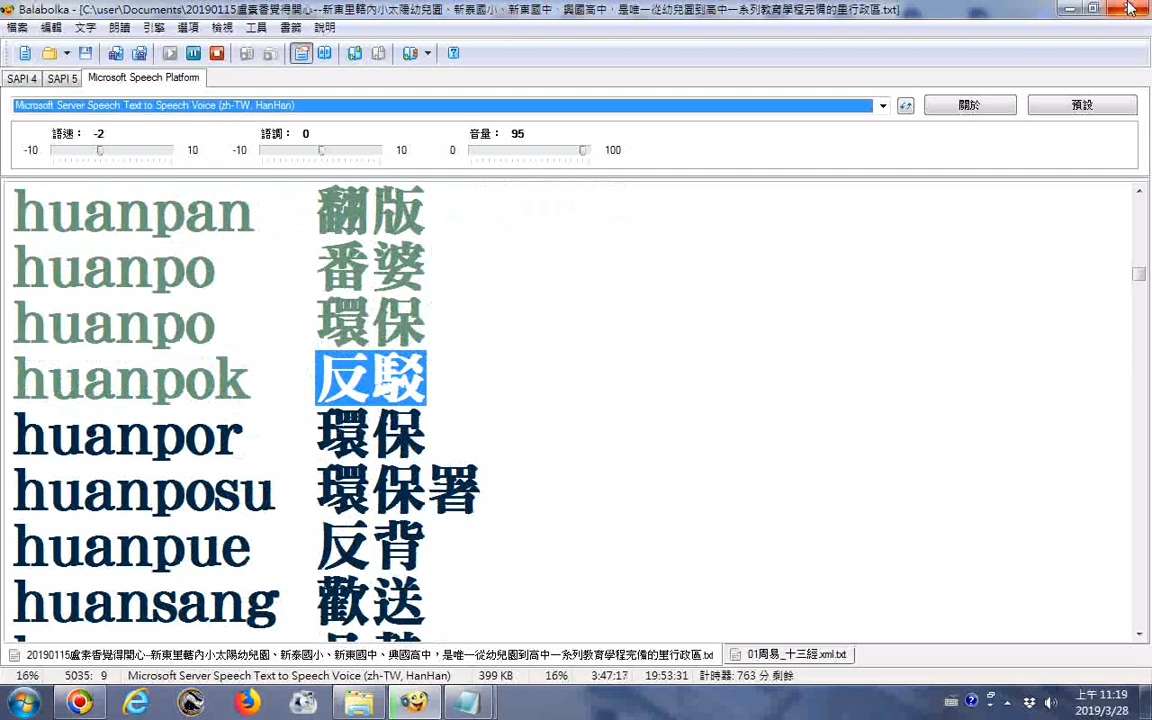 Balabolka - [C:\user\Documents\20190115盧素香覺得開心--新東里轄內小太陽幼兒園、新泰國小、新東國中、興國高中，是唯一從幼兒園到高中一系列教育學程完備的里行政區.txt]
檔案 編輯 文字 朗讀 引擎 選項 檢視 工具 書籤 說明
SAPI 4 SAPI 5 Microsoft Speech Platform
Microsoft Server Speech Text to Speech Voice (zh-TW, HanHan) 關於 預設
語速： -2 語調： 0 音量： 95
-10 10 -10 10 0 100
huanpan 翻版
huanpo 番婆
huanpo 環保
huanpok 反駁
huanpor 環保
huanposu 環保署
huanpue 反背
huansang 歡送
20190115盧素香覺得開心--新東里轄內小太陽幼兒園、新泰國小、新東國中、興國高中，是唯一從幼兒園到高中一系列教育學程完備的里行政區.txt 01周易_十三經.xml.txt
16% 5035: 9 Microsoft Server Speech Text to Speech Voice (zh-TW, HanHan) 399 KB 16% 3:47:17 19:53:31 計時器: 763 分 剩餘
上午 11:19
2019/3/28